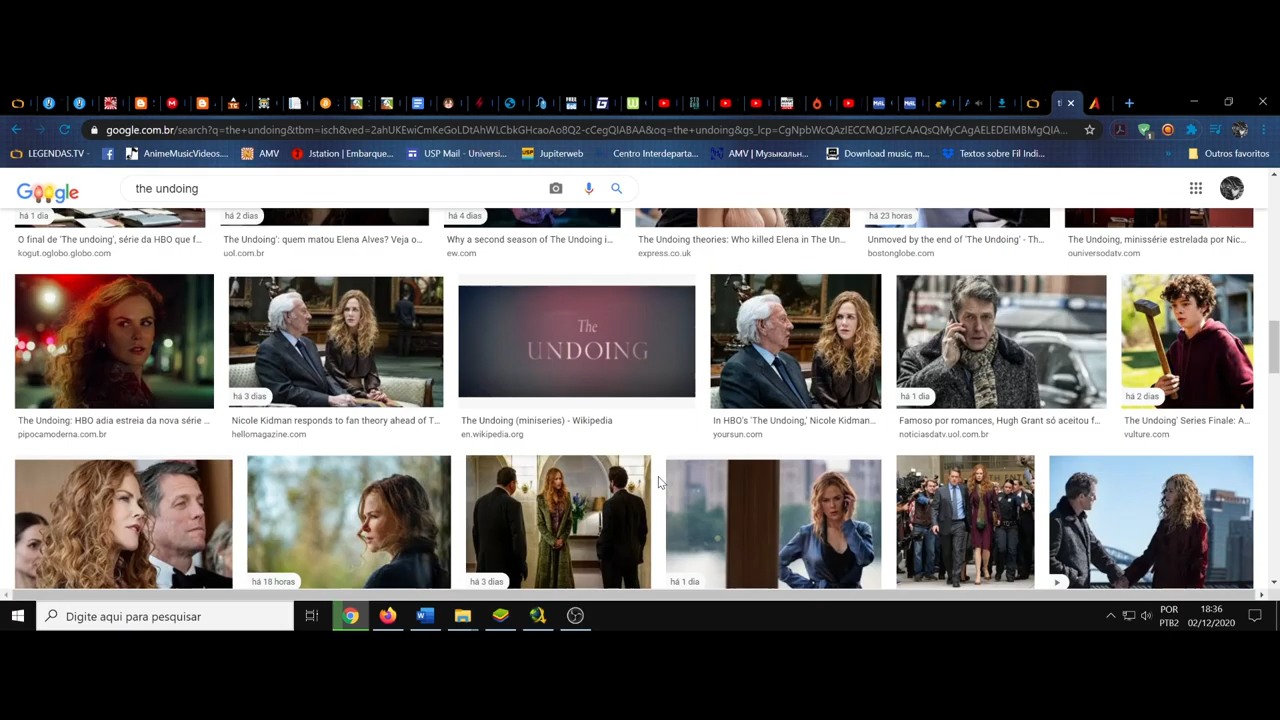 google.com.br/search?q=the+undoing&tbm=isch&ved=2ahUKEwiCmKeGoLDtAhWLCbkGHcaoAo8Q2-cCegQIABAA&oq=the+undoing&gs_lcp=CgNpbWcQAzIECCMQJzIFCAAQsQMyCAgAELEDEIMBMgQIA...
LEGENDAS.TV - AnimeMusicVideos.... AMV Jstation | Embarque... USP Mail - Universi... Jupiterweb Centro Interdeparta... AMV | Музыкальн... Download music, m... Textos sobre Fil Indi... » Outros favoritos
Google the undoing
há 1 dia há 2 dias há 4 dias há 23 horas
O final de 'The undoing', série da HBO que f... The Undoing': quem matou Elena Alves? Veja o... Why a second season of The Undoing i... The Undoing theories: Who killed Elena in The Un... Unmoved by the end of 'The Undoing' - Th... The Undoing, minissérie estrelada por Nic...
kogut.oglobo.globo.com uol.com.br ew.com express.co.uk bostonglobe.com ouniversodatv.com
The
UNDOING
há 3 dias há 1 dia há 2 dias
The Undoing: HBO adia estreia da nova série ... Nicole Kidman responds to fan theory ahead of T... The Undoing (miniseries) - Wikipedia In HBO's 'The Undoing,' Nicole Kidman... Famoso por romances, Hugh Grant só aceitou f... The Undoing' Series Finale: A...
pipocamoderna.com.br hellomagazine.com en.wikipedia.org yoursun.com noticiasdatv.uol.com.br vulture.com
há 18 horas há 3 dias há 1 dia
Digite aqui para pesquisar
POR 18:36
PTB2 02/12/2020